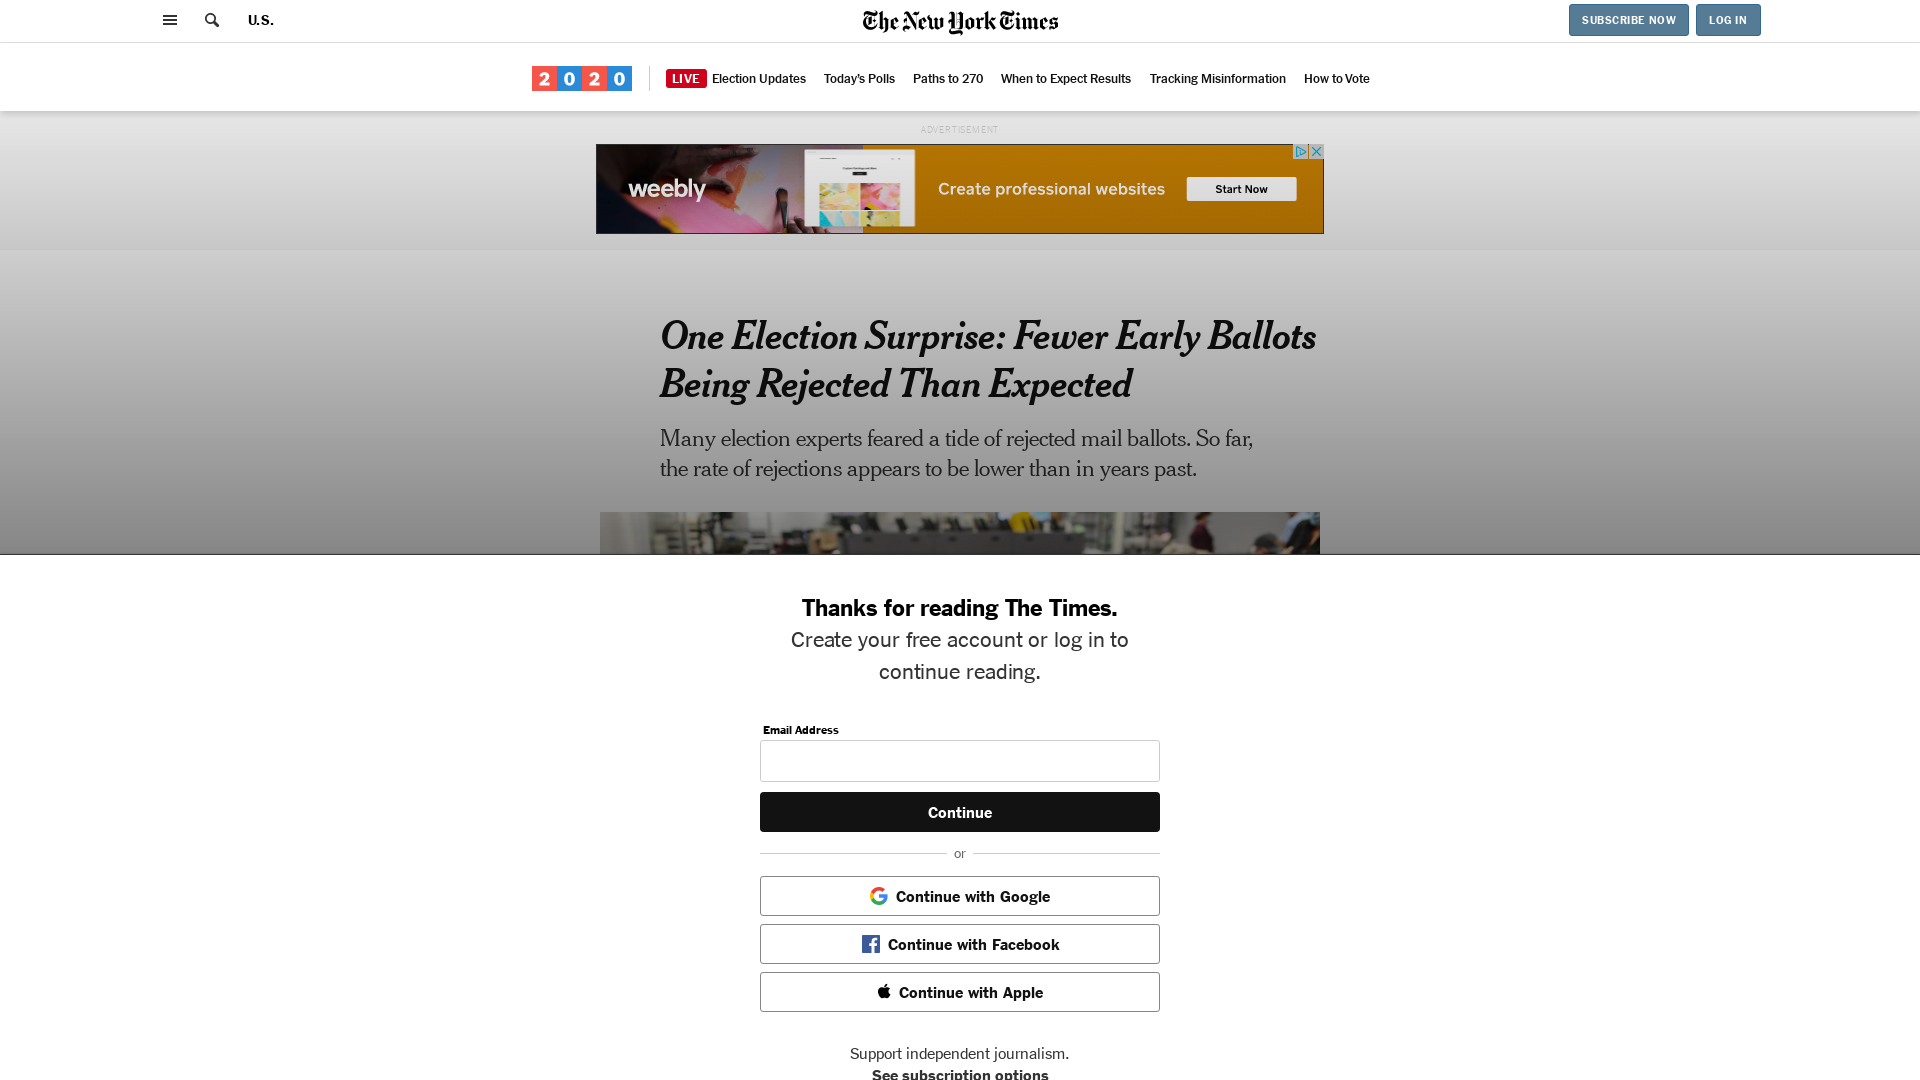 U.S.
The New York Times
SUBSCRIBE NOW
LOG IN
2020
LIVE Election Updates Today's Polls Paths to 270 When to Expect Results Tracking Misinformation How to Vote
ADVERTISEMENT
weebly
Create professional websites
Start Now
One Election Surprise: Fewer Early Ballots
Being Rejected Than Expected
Many election experts feared a tide of rejected mail ballots. So far,
the rate of rejections appears to be lower than in years past.
Thanks for reading The Times.
Create your free account or log in to
continue reading.
Email Address
Continue
or
Continue with Google
Continue with Facebook
Continue with Apple
Support independent journalism.
See subscription options